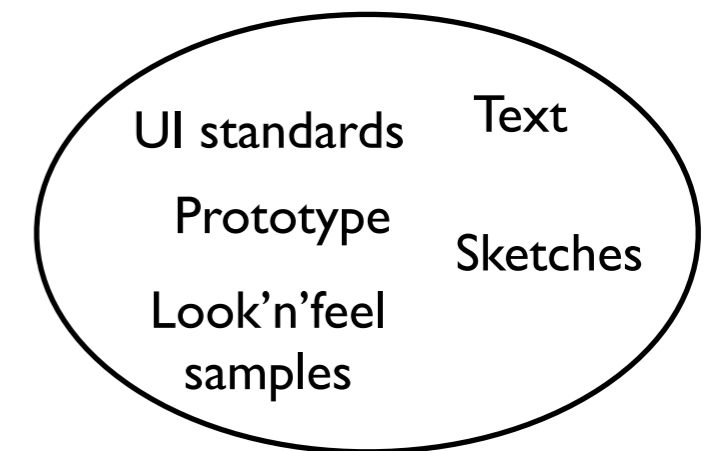 UI standards
Text
Prototype
Sketches
Look’n’feel
samples